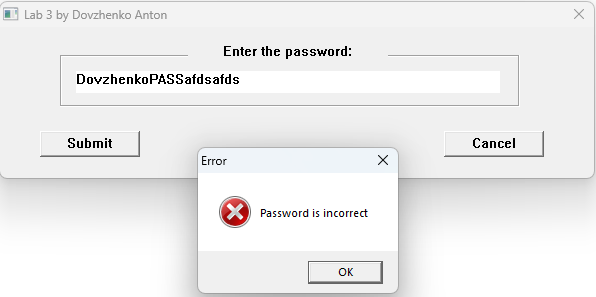 Lab 3 by Dovzhenko Anton
Enter the password:
DovzhenkoPASSafdsafds
Submit
Cancel
Error
Password is incorrect
OK